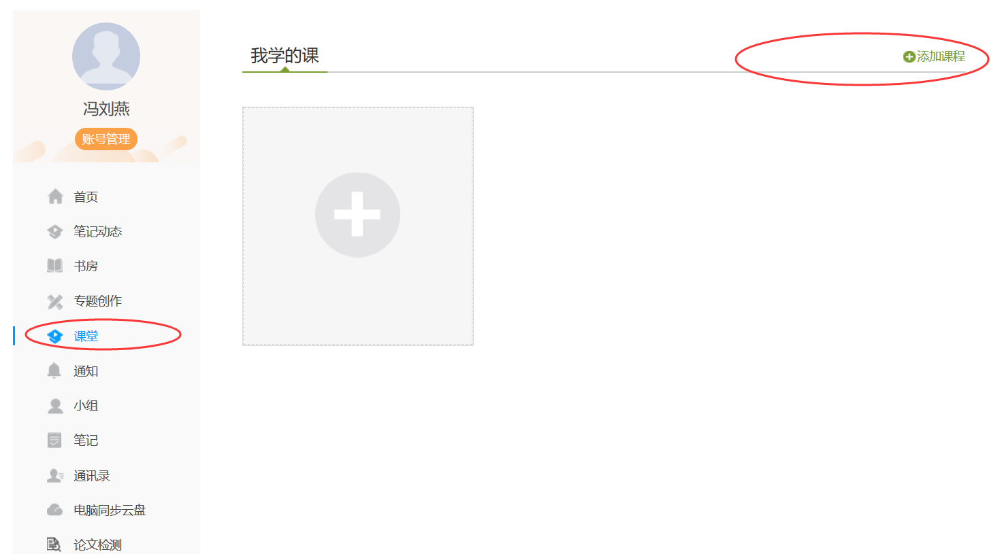 冯刘燕
账号管理
首页
笔记动态
书房
专题创作
课堂
通知
小组
笔记
通讯录
电脑同步云盘
论文检测
我学的课
添加课程